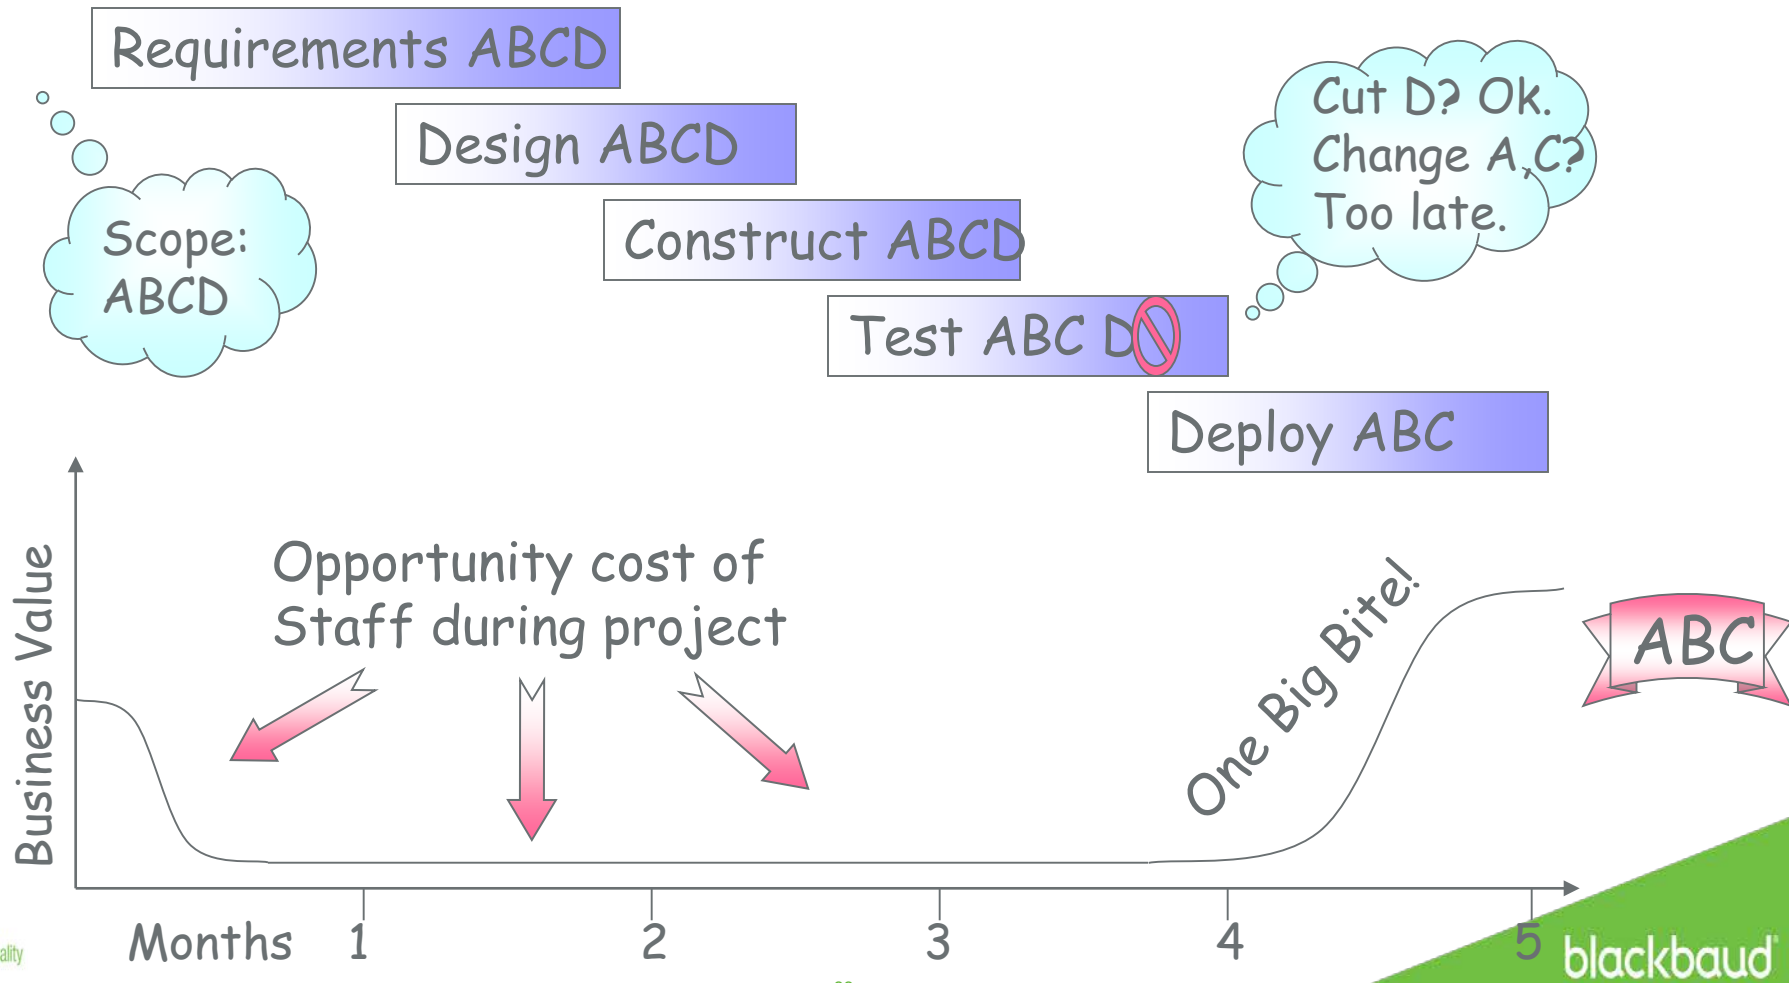 Requirements ABCD
Design ABCD
Construct ABCD
Test ABC D
Deploy ABC
Scope:
ABCD
Cut D? Ok.
Change A,C?
Too late.
Business Value
Opportunity cost of
Staff during project
One Big Bite!
ABC
Months 1 2 3 4 5
ality
blackbaud